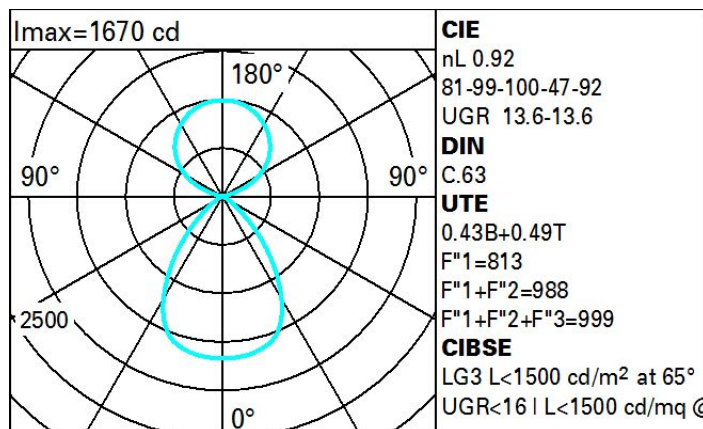 Imax=1670 cd
180°
90°
90°
2500
0°
CIE
nL 0.92
81-99-100-47-92
UGR 13.6-13.6
DIN
C.63
UTE
0.43B+0.49T
F"1=813
F"1+F"2=988
F"1+F"2+F"3=999
CIBSE
LG3 L<1500 cd/m² at 65°
UGR<16 | L<1500 cd/mq @